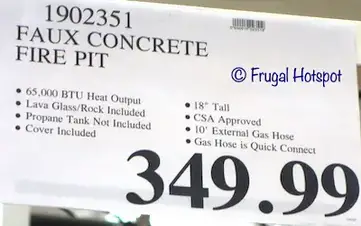 1902351
FAUX CONCRETE
FIRE PIT
© Frugal Hotspot
• 65,000 BTU Heat Output
• Lava Glass/Rock Included
• Propane Tank Not Included
• Cover Included
• 18" Tall
• CSA Approved
• 10' External Gas Hose
• Gas Hose is Quick Connect
349.99